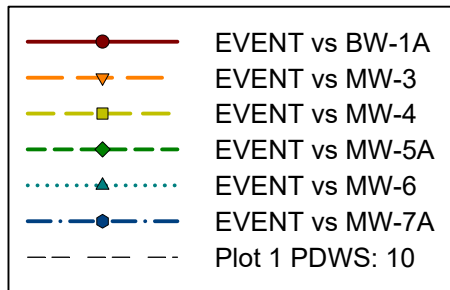 EVENT vs BW-1A
EVENT vs MW-3
EVENT vs MW-4
EVENT vs MW-5A
EVENT vs MW-6
EVENT vs MW-7A
Plot 1 PDWS: 10